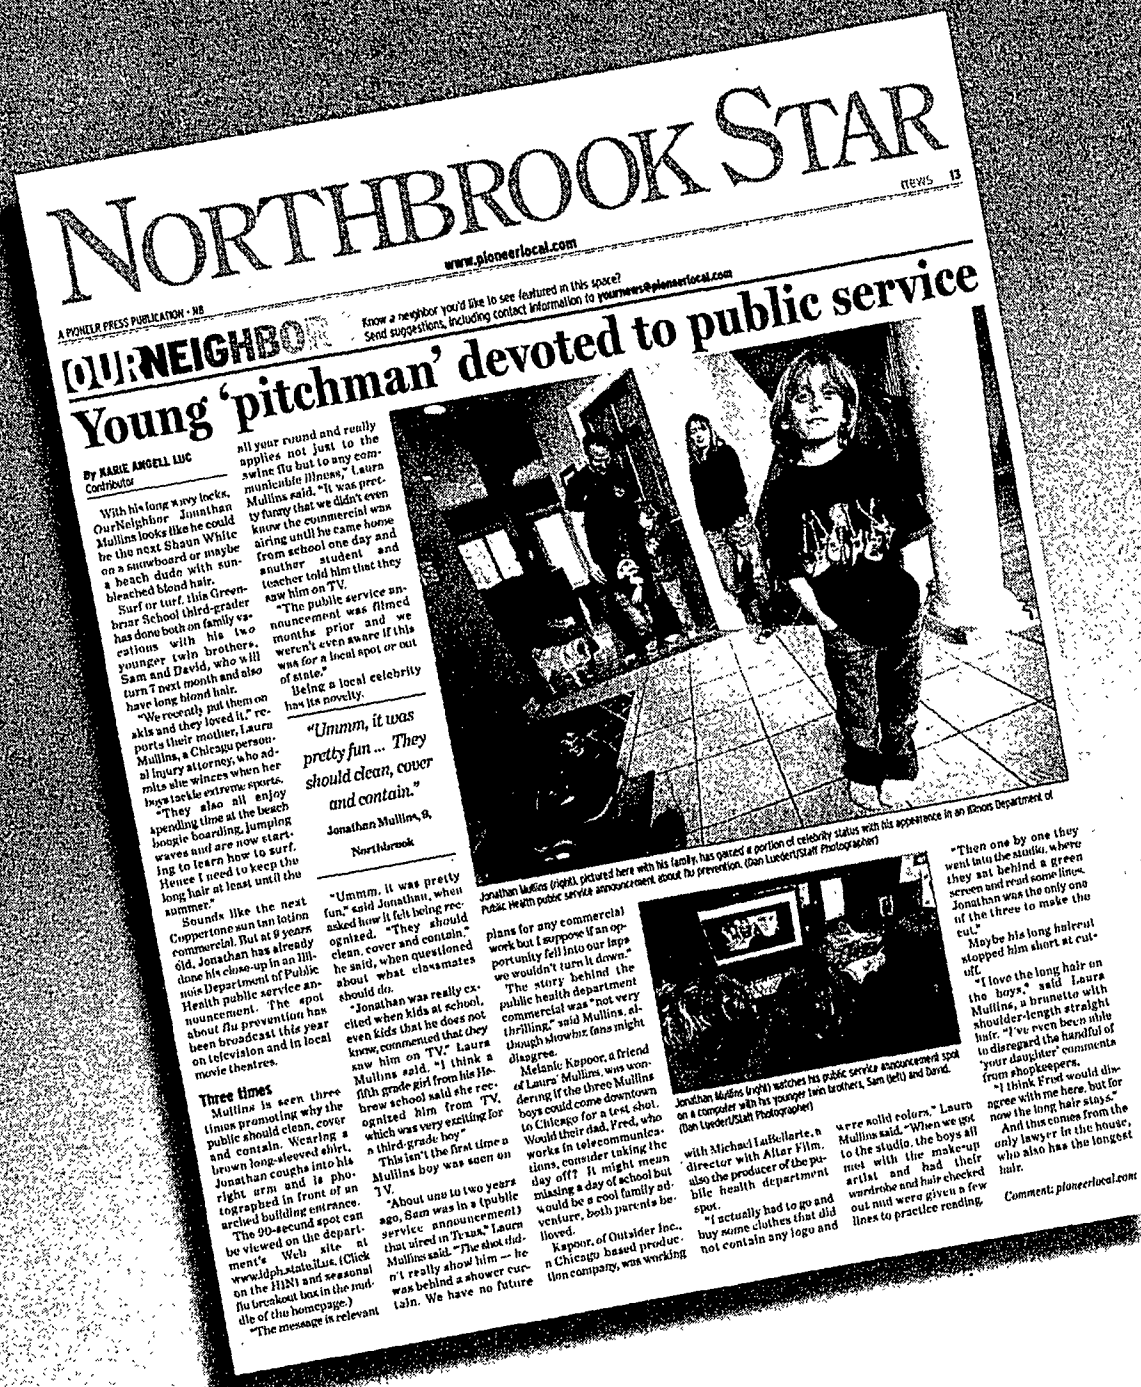 NORTHBROOK STAR
news 13
www.pioneerlocal.com
A PIONEER PRESS PUBLICATION • NB
OURNEIGHBOR
Know a neighbor you'd like to see featured in this space?
Send suggestions, including contact information to yournews@pioneerlocal.com
Young 'pitchman' devoted to public service
By KARIE ANGELL LUC
Contributor
With his long wavy locks,
OurNeighbor Jonathan
Mullins looks like he could
be the next Shaun White
on a snowboard or maybe
a beach dude with sun-
bleached blond hair.
Surf or turf, this Green-
briar School third-grader
has done both on family va-
cations with his two
younger twin brothers,
Sam and David, who will
turn 7 next month and also
have long blond hair.
"We recently put them on
skis and they loved it," re-
ports their mother, Laura
Mullins, a Chicago person-
al injury attorney, who ad-
mits she winces when her
boys tackle extreme sports.
"They also all enjoy
spending time at the beach
boogie boarding, jumping
waves and are now start-
ing to learn how to surf.
Hence I need to keep the
long hair at least until the
summer."
Sounds like the next
Coppertone sun tan lotion
commercial. But at 9 years
old, Jonathan has already
done his close-up in an Illi-
nois Department of Public
Health public service an-
nouncement. The spot
about flu prevention has
been broadcast this year
on television and in local
movie theatres.
Three times
Mullins is seen three
times promoting why the
public should clean, cover
and contain. Wearing a
brown long-sleeved shirt,
Jonathan coughs into his
right arm and is pho-
tographed in front of an
arched building entrance.
The 90-second spot can
be viewed on the depart-
ment's Web site at
www.idph.state.il.us. (Click
on the H1N1 and seasonal
flu breakout box in the mid-
dle of the homepage.)
"The message is relevant
all year round and really
applies not just to the
swine flu but to any com-
municable illness," Laura
Mullins said. "It was pret-
ty funny that we didn't even
know the commercial was
airing until he came home
from school one day and
another student and
teacher told him that they
saw him on TV.
"The public service an-
nouncement was filmed
months prior and we
weren't even aware if this
was for a local spot or out
of state."
Being a local celebrity
has its novelty.
"Ummm, it was
pretty fun ... They
should clean, cover
and contain."
Jonathan Mullins, 9,
Northbrook
"Ummm, it was pretty
fun," said Jonathan, when
asked how it felt being rec-
ognized. "They should
clean, cover and contain,"
he said, when questioned
about what classmates
should do.
"Jonathan was really ex-
cited when kids at school,
even kids that he does not
know, commented that they
saw him on TV," Laura
Mullins said. "I think a
fifth grade girl from his He-
brew school said she rec-
ognized him from TV,
which was very exciting for
a third-grade boy."
This isn't the first time a
Mullins boy was seen on
TV.
"About one to two years
ago, Sam was in a (public
service announcement)
that aired in Texas," Laura
Mullins said. "The shot did-
n't really show him — he
was behind a shower cur-
tain. We have no future
Jonathan Mullins (right), pictured here with his family, has gained a portion of celebrity status with his appearance in an Illinois Department of
Public Health public service announcement about flu prevention. (Dan Luedert/Staff Photographer)
plans for any commercial
work but I suppose if an op-
portunity fell into our laps
we wouldn't turn it down."
The story behind the
public health department
commercial was "not very
thrilling," said Mullins, al-
though showbiz fans might
disagree.
Melanie Kapoor, a friend
of Laura Mullins, was won-
dering if the three Mullins
boys could come downtown
to Chicago for a test shot.
Would their dad, Fred, who
works in telecommunica-
tions, consider taking the
day off? It might mean
missing a day of school but
would be a cool family ad-
venture, both parents be-
lieved.
Kapoor, of Outsider Inc.,
a Chicago based produc-
tion company, was working
Jonathan Mullins (right) watches his public service announcement spot
on a computer with his younger twin brothers, Sam (left) and David.
(Dan Luedert/Staff Photographer)
with Michael LaBellarte, a
director with Altar Film,
also the producer of the pu-
blic health department
spot.
"I actually had to go and
buy some clothes that did
not contain any logo and
were solid colors," Laura
Mullins said. "When we got
to the studio, the boys all
met with the make-up
artist and had their
wardrobe and hair checked
out and were given a few
lines to practice reading.
"Then one by one they
went into the studio, where
they sat behind a green
screen and read some lines.
Jonathan was the only one
of the three to make the
cut."
Maybe his long haircut
stopped him short at cut-
off.
"I love the long hair on
the boys," said Laura
Mullins, a brunette with
shoulder-length straight
hair. "I've even been able
to disregard the handful of
'your daughter' comments
from shopkeepers.
"I think Fred would dis-
agree with me here, but for
now the long hair stays."
And this comes from the
only lawyer in the house,
who also has the longest
hair.
Comment: pioneerlocal.com